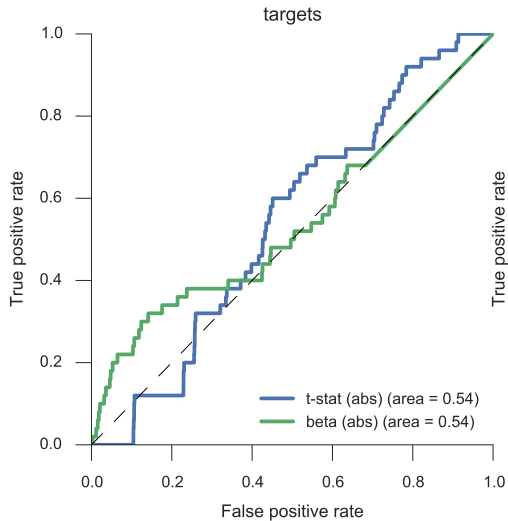 targets
True positive rate
1.0
0.8
0.6
0.4
0.2
0.0
t-stat (abs) (area = 0.54)
beta (abs) (area = 0.54)
0.0 0.2 0.4 0.6 0.8 1.0
False positive rate
True positive rate